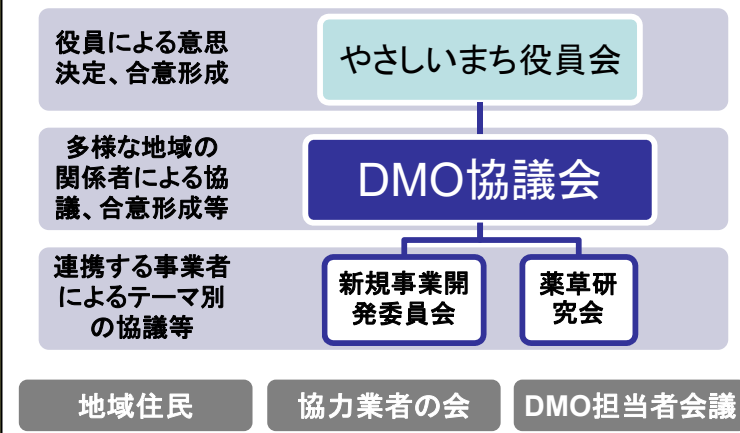 役員による意思
決定、合意形成
やさしいまち役員会
多様な地域の
関係者による協
議、合意形成等
DMO協議会
連携する事業者
によるテーマ別
の協議等
新規事業開
発委員会
薬草研
究会
地域住民
協力業者の会
DMO担当者会議